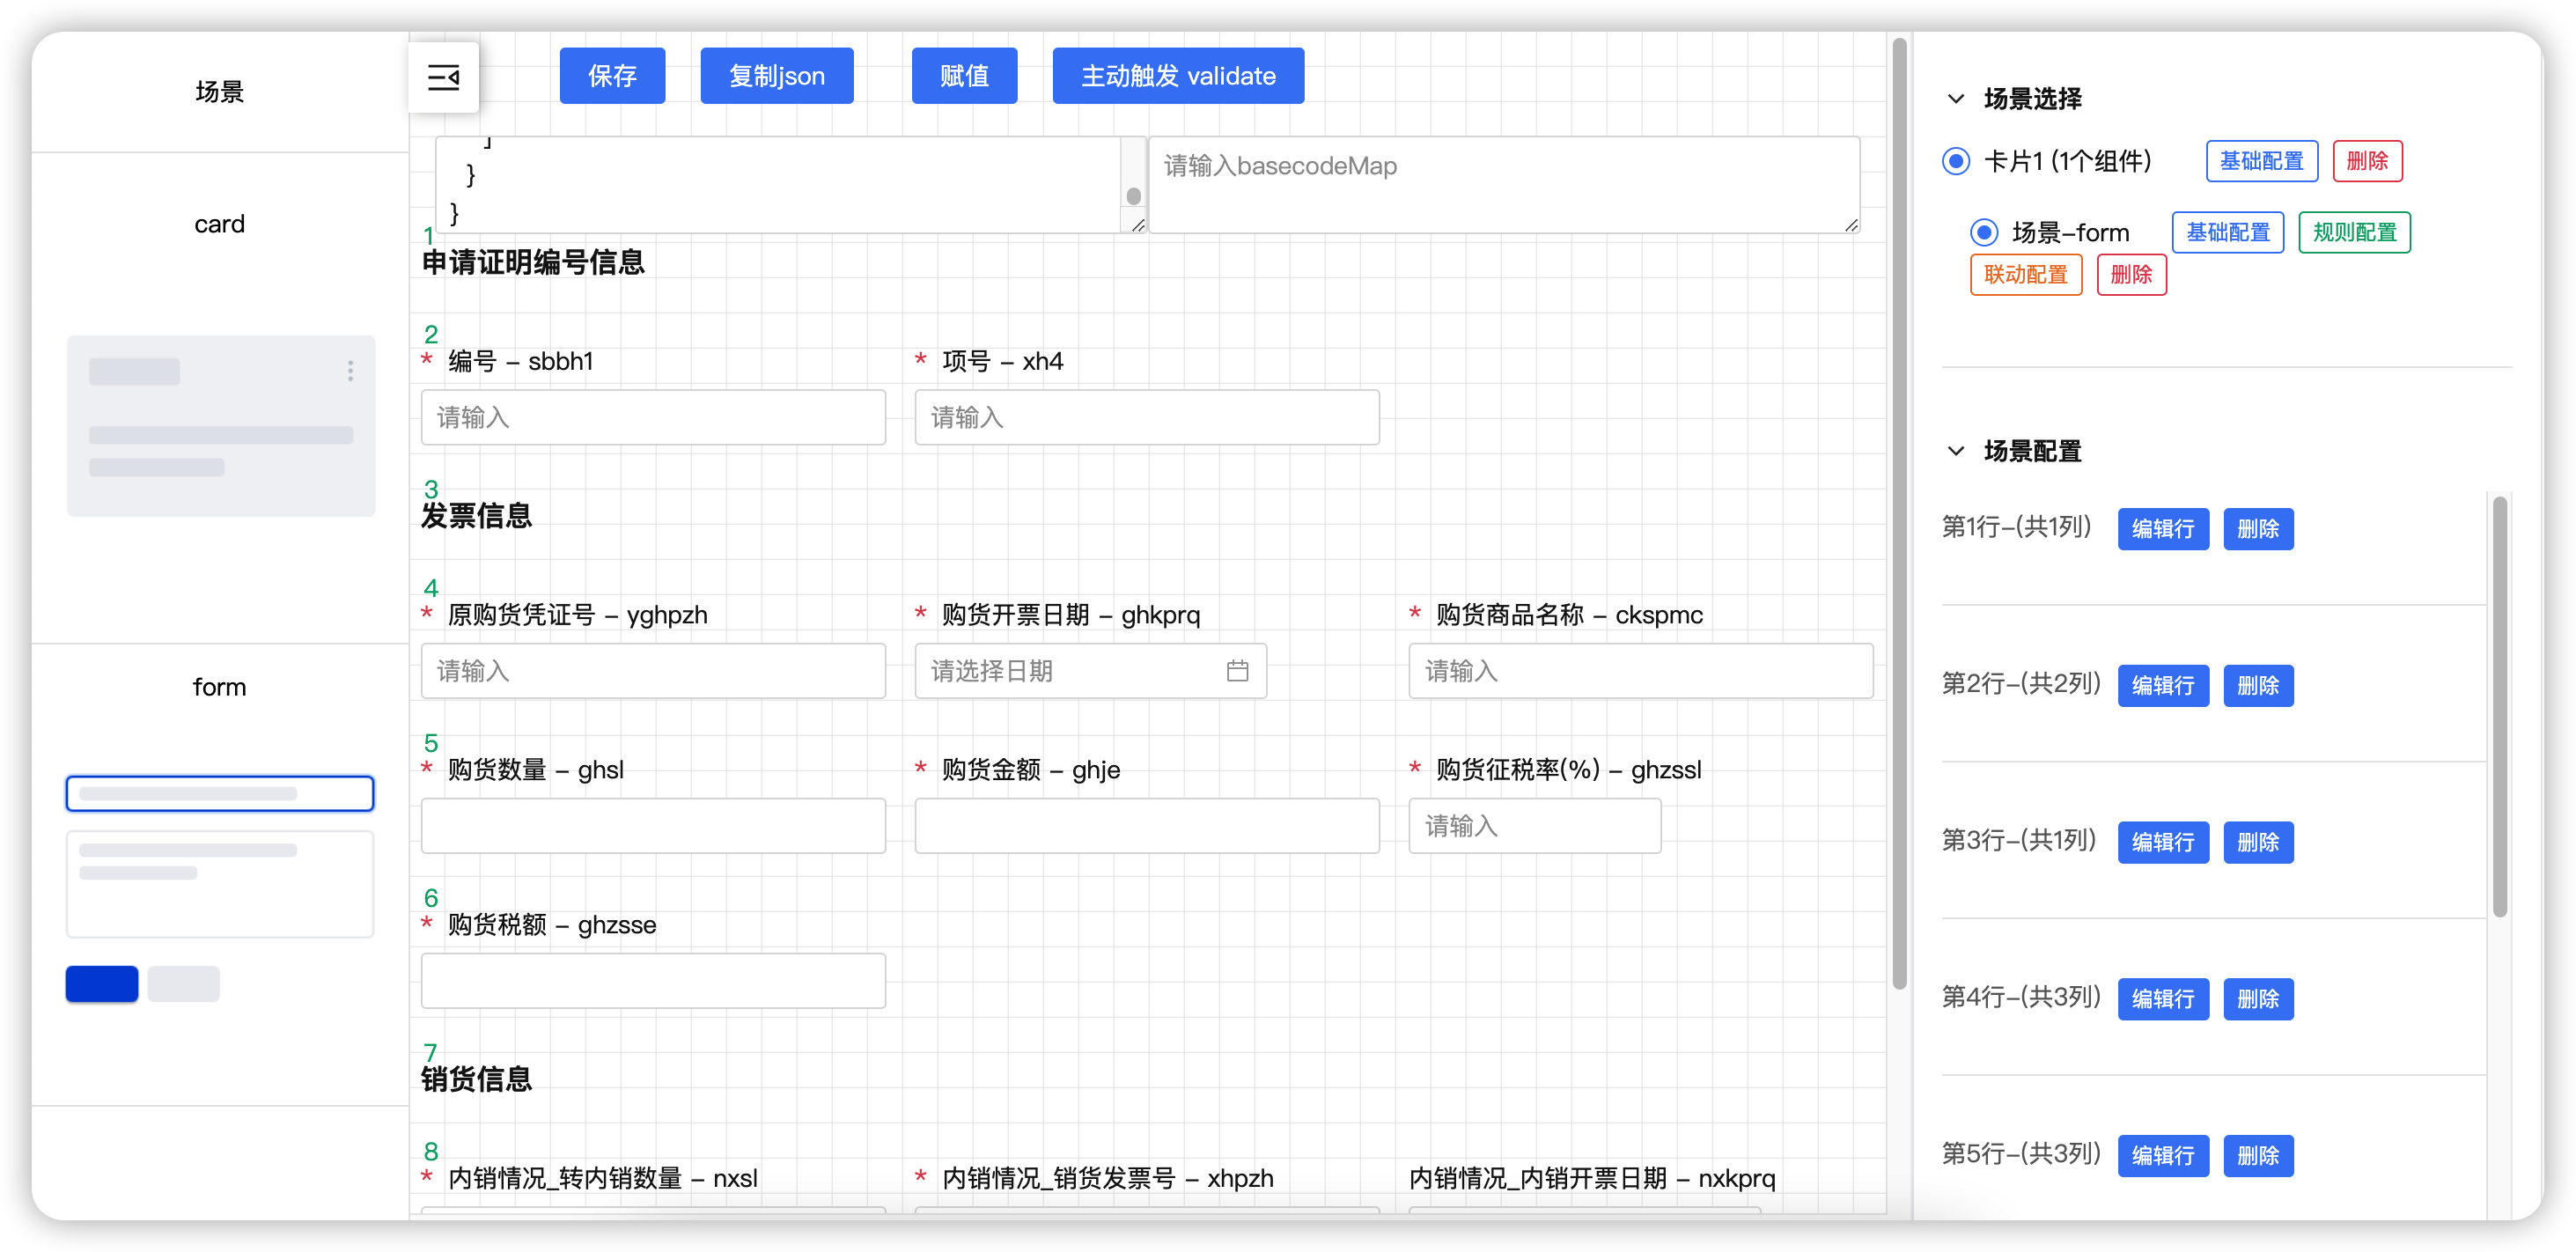 场景
card
form
保存 复制json 赋值 主动触发 validate
]
}
}
请输入basecodeMap
1
申请证明编号信息
2
* 编号 – sbbh1 * 项号 – xh4
请输入 请输入
3
发票信息
4
* 原购货凭证号 – yghpzh * 购货开票日期 – ghkprq * 购货商品名称 – ckspmc
请输入 请选择日期 请输入
5
* 购货数量 – ghsl * 购货金额 – ghje * 购货征税率(%) – ghzssl
请输入
6
* 购货税额 – ghzsse
7
销货信息
8
* 内销情况_转内销数量 – nxsl * 内销情况_销货发票号 – xhpzh 内销情况_内销开票日期 – nxkprq
场景选择
卡片1 (1个组件) 基础配置 删除
场景–form 基础配置 规则配置
联动配置 删除
场景配置
第1行–(共1列) 编辑行 删除
第2行–(共2列) 编辑行 删除
第3行–(共1列) 编辑行 删除
第4行–(共3列) 编辑行 删除
第5行–(共3列) 编辑行 删除